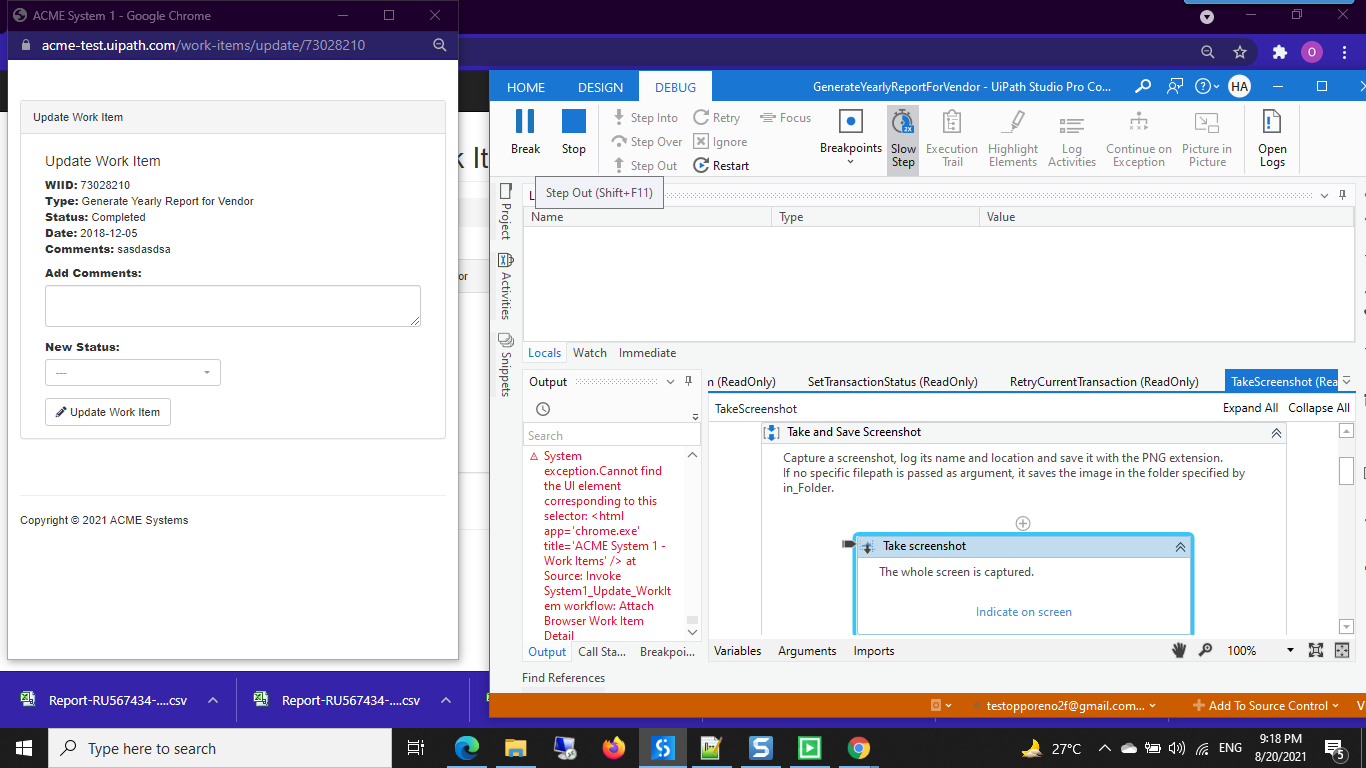 ACME System 1 - Google Chrome
acme-test.uipath.com/work-items/update/73028210
Update Work Item
Update Work Item
WIID: 73028210
Type: Generate Yearly Report for Vendor
Status: Completed
Date: 2018-12-05
Comments: sasdasdsa
Add Comments:
New Status:
---
Update Work Item
Copyright © 2021 ACME Systems
O
k It
or
HOME DESIGN DEBUG
GenerateYearlyReportForVendor - UiPath Studio Pro Co...
HA
Break
Stop
Step Into
Step Over
Step Out
Retry
Ignore
Restart
Focus
Breakpoints
Slow Step
Execution Trail
Highlight Elements
Log Activities
Continue on Exception
Picture in Picture
Open Logs
Step Out (Shift+F11)
Project
Activities
Snippets
Name Type Value
Locals Watch Immediate
Output
Search
System
exception.Cannot find
the UI element
corresponding to this
selector: <html
app='chrome.exe'
title='ACME System 1 -
Work Items' /> at
Source: Invoke
System1_Update_WorkIt
em workflow: Attach
Browser Work Item
Detail
Output Call Sta... Breakpoi...
Find References
n (ReadOnly) SetTransactionStatus (ReadOnly) RetryCurrentTransaction (ReadOnly) TakeScreenshot (Rea
TakeScreenshot
Expand All Collapse All
Take and Save Screenshot
Capture a screenshot, log its name and location and save it with the PNG extension.
If no specific filepath is passed as argument, it saves the image in the folder specified by
in_Folder.
Take screenshot
The whole screen is captured.
Indicate on screen
Variables Arguments Imports
100%
testopporeno2f@gmail.com...
Add To Source Control
V
Report-RU567434-....csv
Report-RU567434-....csv
Type here to search
27°C
ENG
9:18 PM
8/20/2021
5